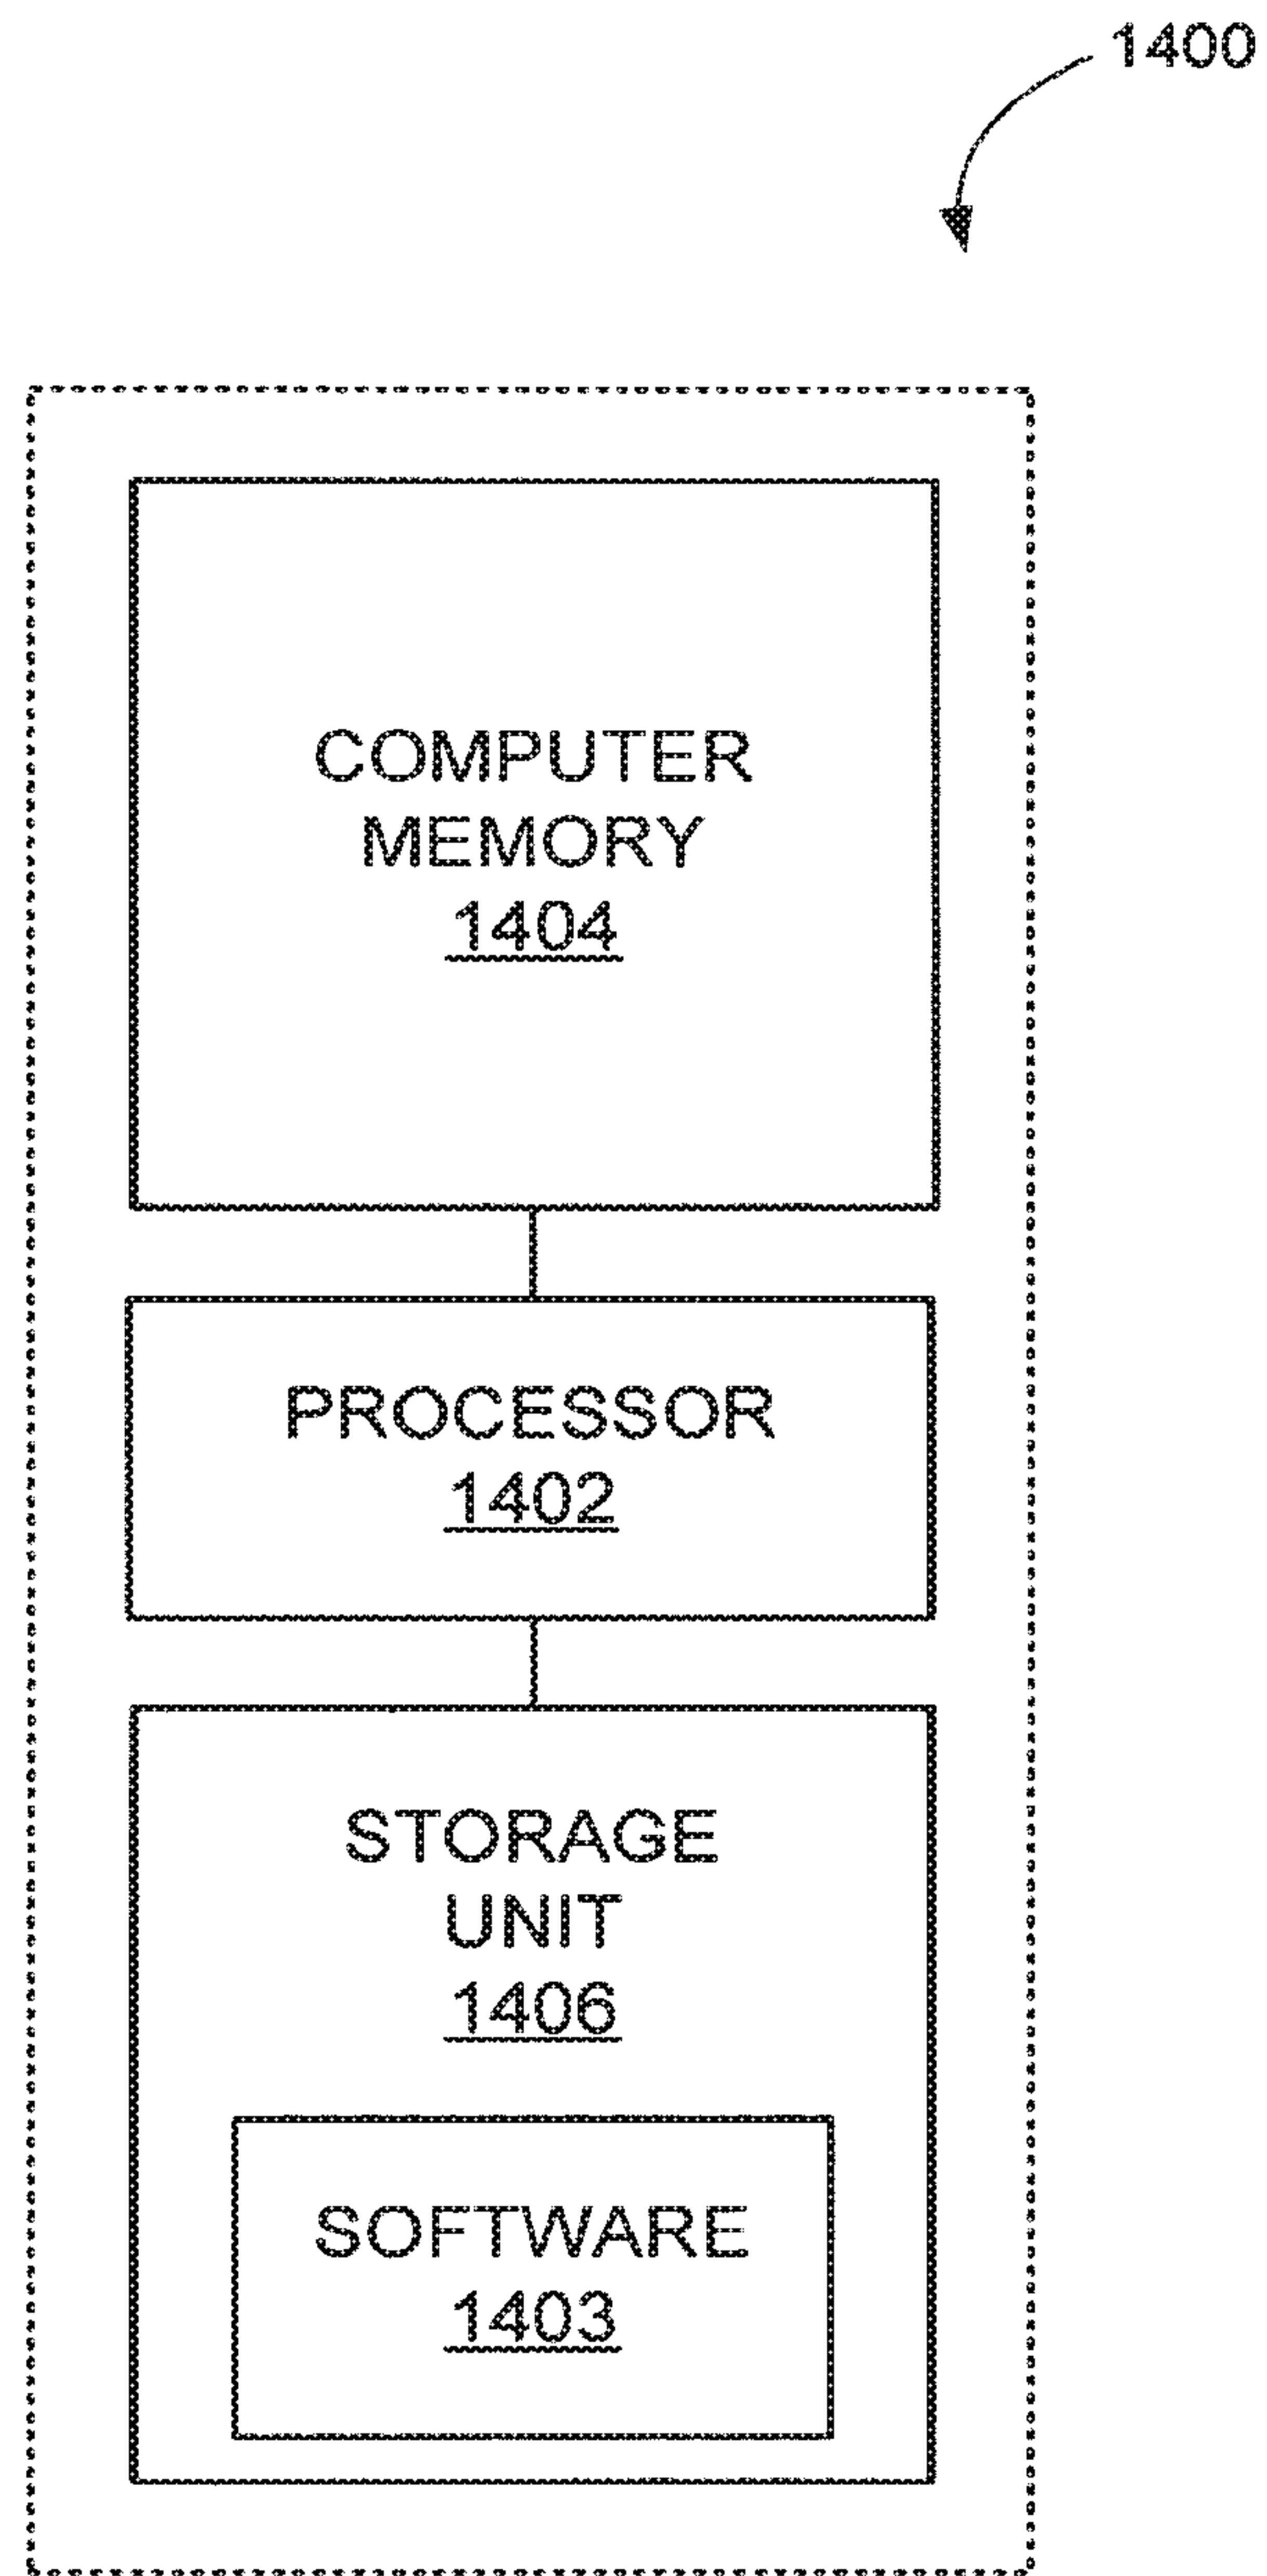 1400
COMPUTER
MEMORY
1404
PROCESSOR
1402
STORAGE
UNIT
1406
SOFTWARE
1403